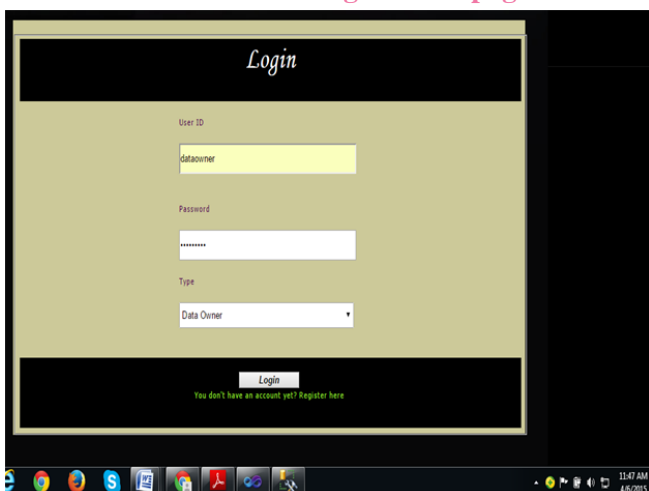 Login
User ID
dataowner
Password
•••••••••
Type
Data Owner
Login
You don't have an account yet? Register here
11:47 AM
4/6/2015